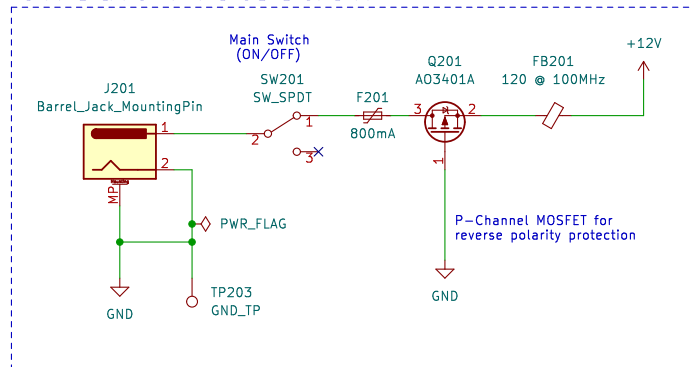 +12V
Main Switch
(ON/OFF)
J201
Barrel_Jack_MountingPin
SW201
SW_SPDT
F201
800mA
Q201
AO3401A
FB201
120 @ 100MHz
1
2
MP
2
1
3
3
2
1
PWR_FLAG
P-Channel MOSFET for
reverse polarity protection
GND
TP203
GND_TP
GND